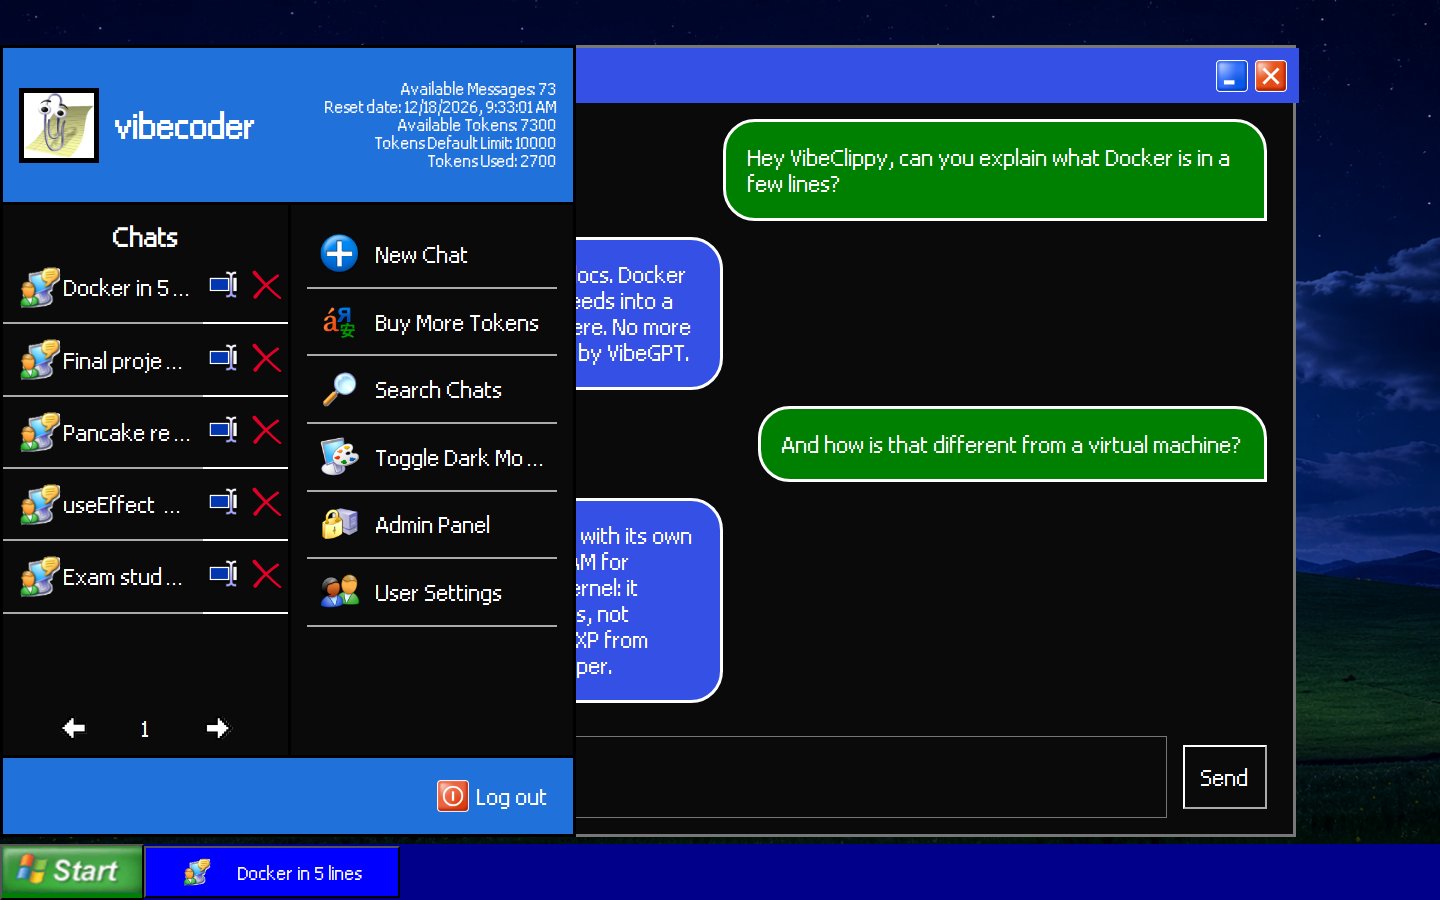 vibecoder
Available Messages: 73
Reset date: 12/18/2026, 9:33:01 AM
Available Tokens: 7300
Tokens Default Limit: 10000
Tokens Used: 2700
Chats
Docker in 5 ...
Final proje ...
Pancake re ...
useEffect ...
Exam stud ...
1
New Chat
Buy More Tokens
Search Chats
Toggle Dark Mo ...
Admin Panel
User Settings
Log out
Hey VibeClippy, can you explain what Docker is in a
few lines?
ocs. Docker
eeds into a
ere. No more
by VibeGPT.
And how is that different from a virtual machine?
with its own
AM for
ernel: it
s, not
XP from
per.
Send
Start
Docker in 5 lines